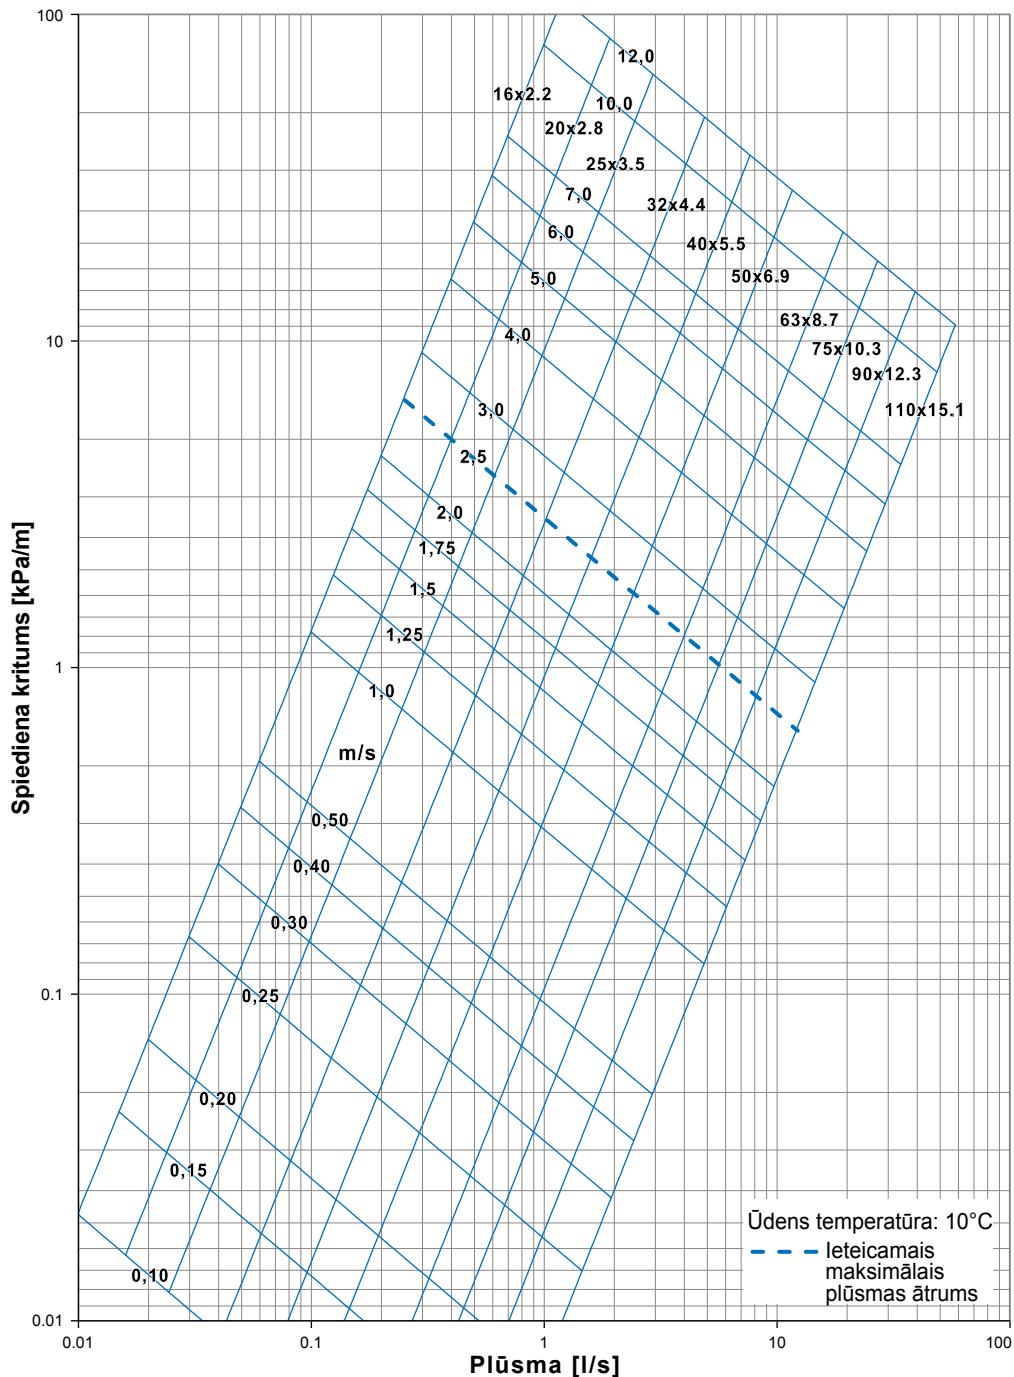 100
12,0
16x2.2
10,0
20x2.8
25x3.5
7,0
32x4.4
6,0
40x5.5
5,0
50x6.9
63x8.7
4,0
10
75x10.3
90x12.3
3,0
110x15.1
2,5
2,0
1,75
1,5
1,25
1
1,0
m/s
0,50
0,40
0,30
0.1
0,25
0,20
0,15
0,10
0.01
Spiediena kritums [kPa/m]
Ūdens temperatūra: 10°C
Ieteicamais
maksimālais
plūsmas ātrums
0.01 0.1 1 10 100
Plūsma [l/s]